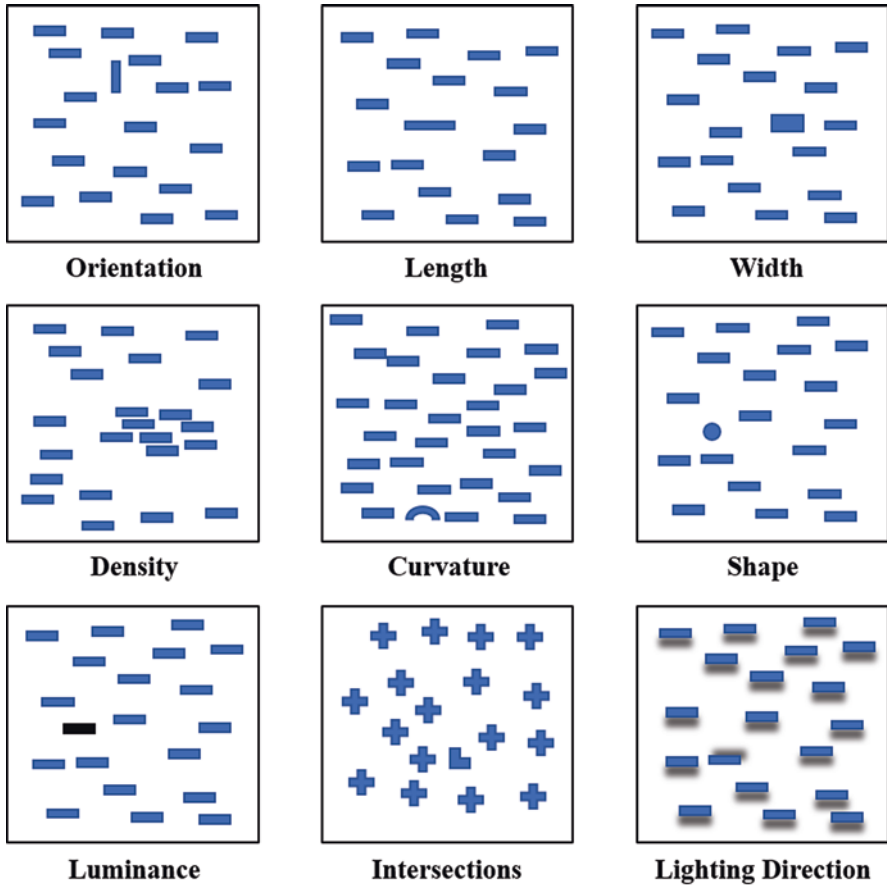 Orientation
Length
Width
Density
Curvature
Shape
Luminance
Intersections
Lighting Direction